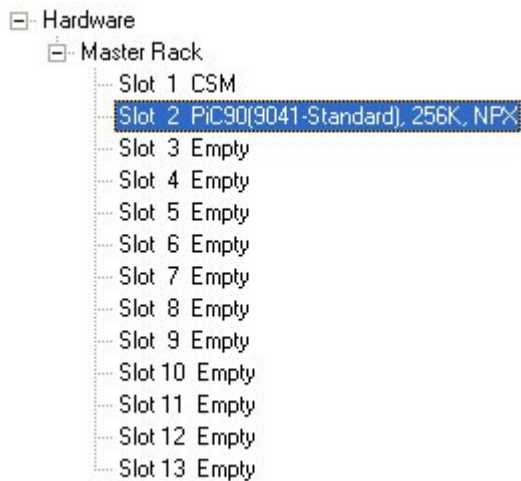 Hardware
Master Rack
Slot 1 CSM
Slot 2 PiC90(9041-Standard), 256K, NPX
Slot 3 Empty
Slot 4 Empty
Slot 5 Empty
Slot 6 Empty
Slot 7 Empty
Slot 8 Empty
Slot 9 Empty
Slot 10 Empty
Slot 11 Empty
Slot 12 Empty
Slot 13 Empty